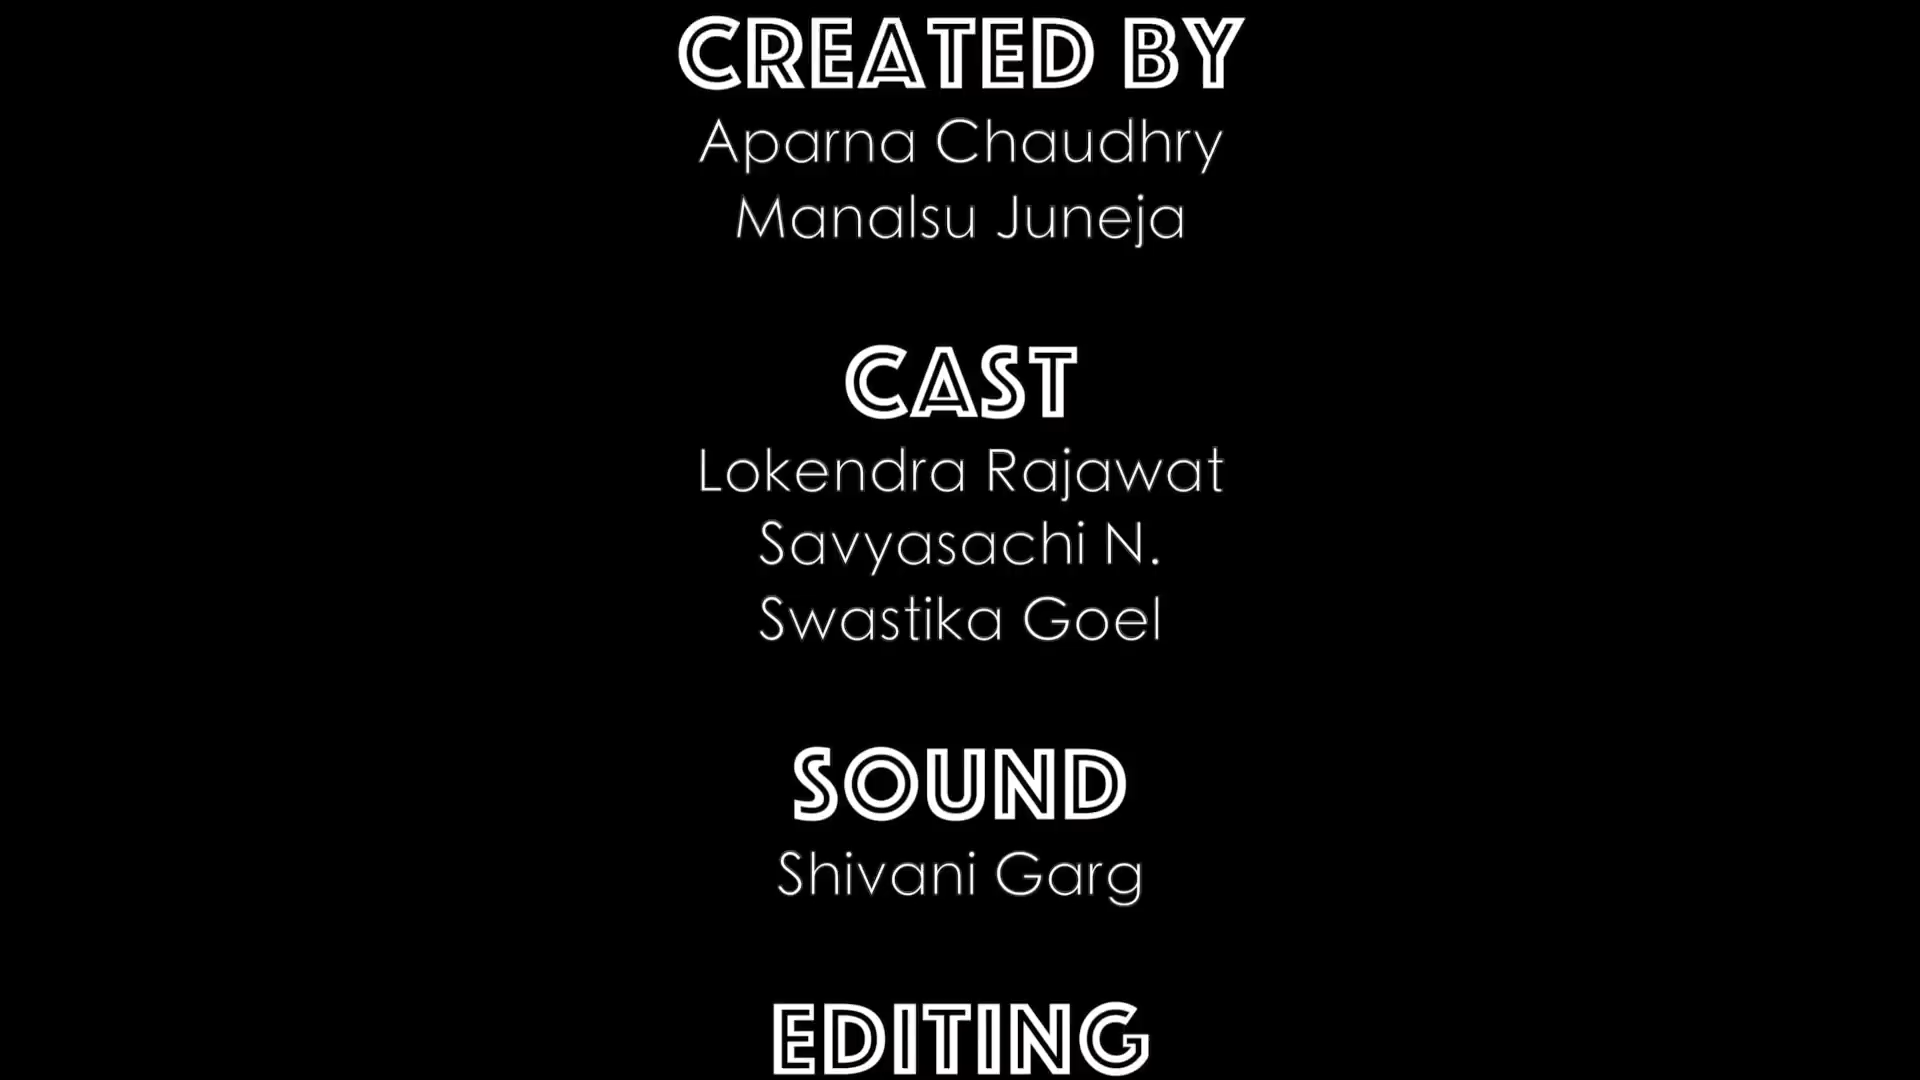 CREATED BY
Aparna Chaudhry
Manalsu Juneja
CAST
Lokendra Rajawat
Savyasachi N.
Swastika Goel
SOUND
Shivani Garg
EDITING